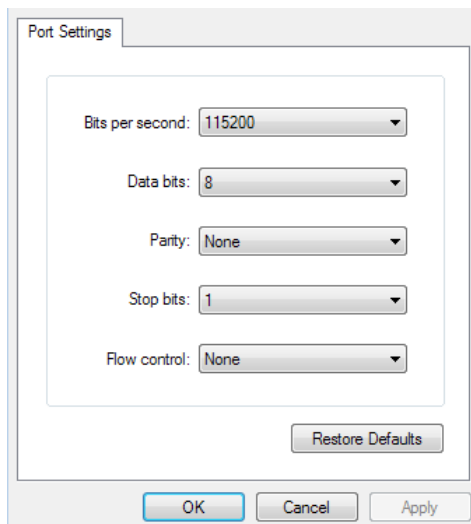 Port Settings
Bits per second: 115200
Data bits: 8
Parity: None
Stop bits: 1
Flow control: None
Restore Defaults
OK Cancel Apply